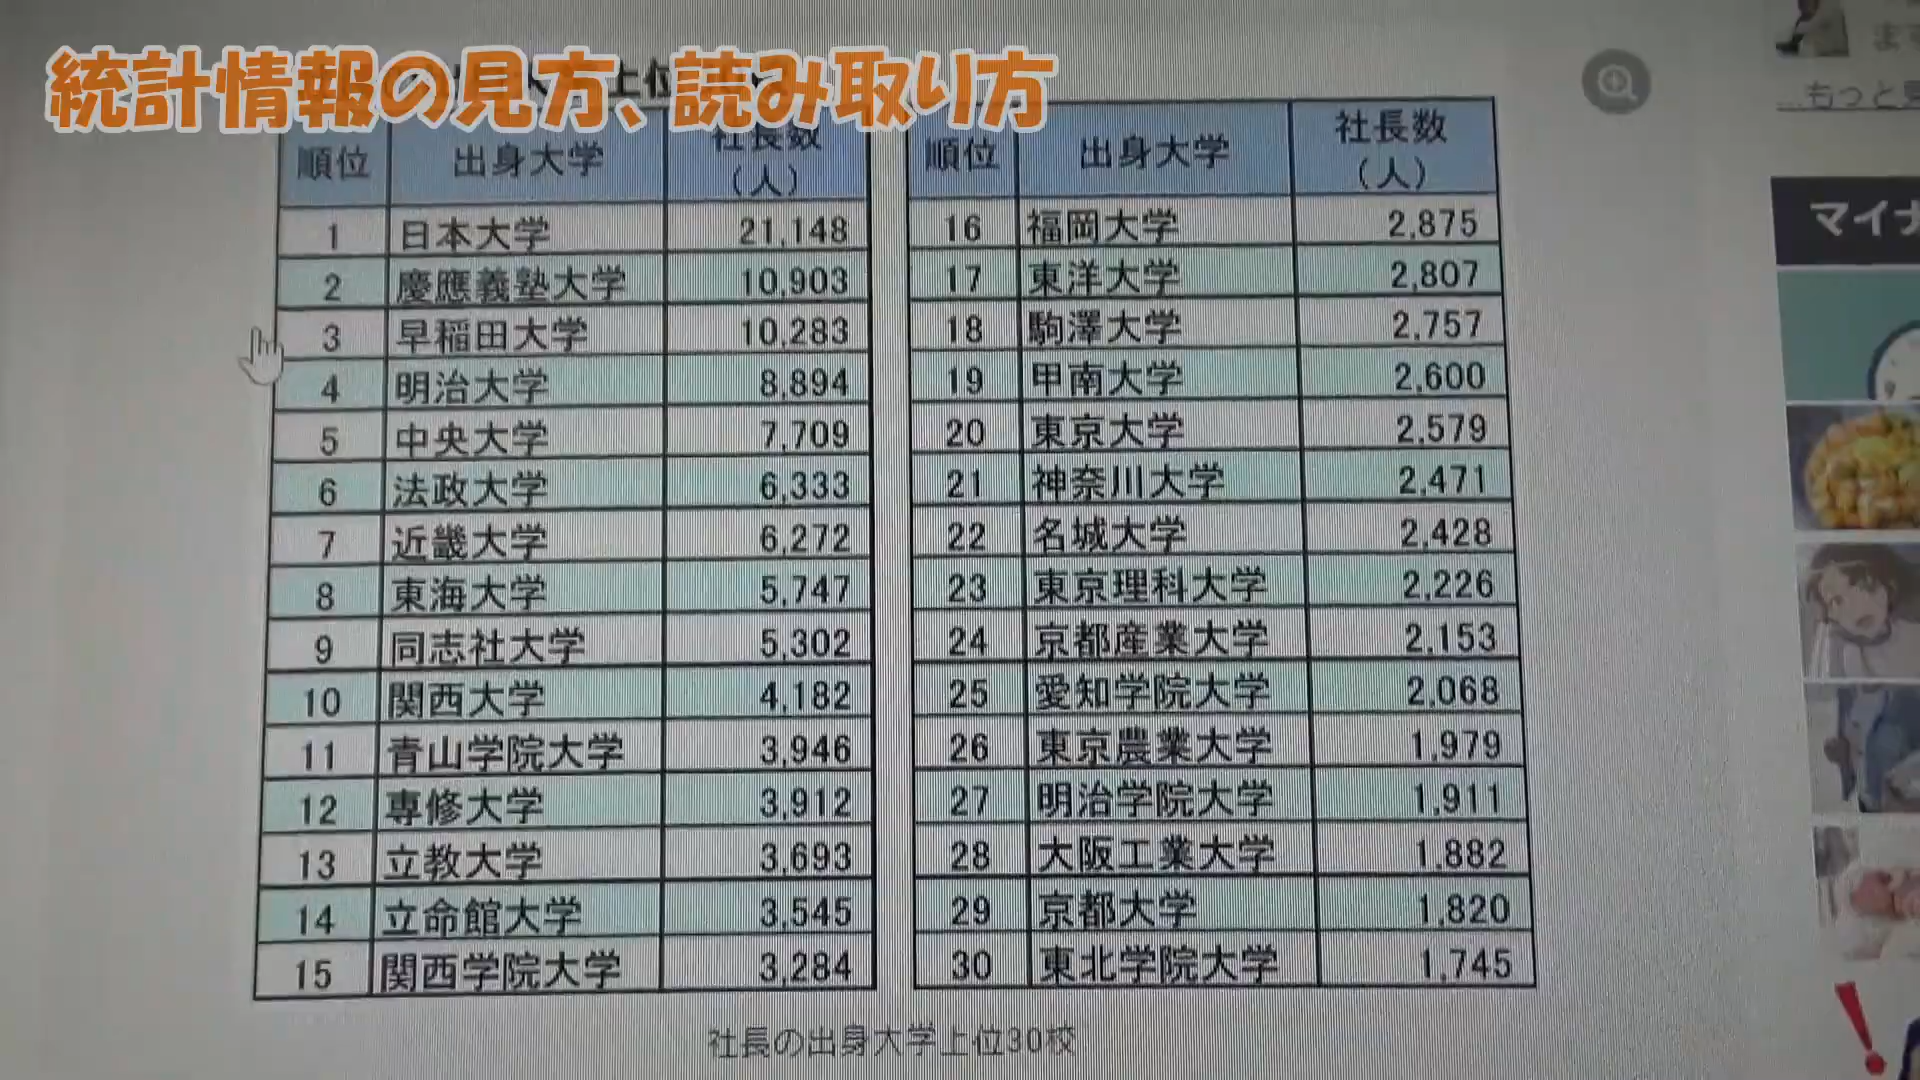 統計情報の見方、読み取り方
順位 出身大学 社長数(人)
1 日本大学 21,148
2 慶應義塾大学 10,903
3 早稲田大学 10,283
4 明治大学 8,894
5 中央大学 7,709
6 法政大学 6,333
7 近畿大学 6,272
8 東海大学 5,747
9 同志社大学 5,302
10 関西大学 4,182
11 青山学院大学 3,946
12 専修大学 3,912
13 立教大学 3,693
14 立命館大学 3,545
15 関西学院大学 3,284
順位 出身大学 社長数(人)
16 福岡大学 2,875
17 東洋大学 2,807
18 駒澤大学 2,757
19 甲南大学 2,600
20 東京大学 2,579
21 神奈川大学 2,471
22 名城大学 2,428
23 東京理科大学 2,226
24 京都産業大学 2,153
25 愛知学院大学 2,068
26 東京農業大学 1,979
27 明治学院大学 1,911
28 大阪工業大学 1,882
29 京都大学 1,820
30 東北学院大学 1,745
社長の出身大学上位30校
...もっと見
マイナ